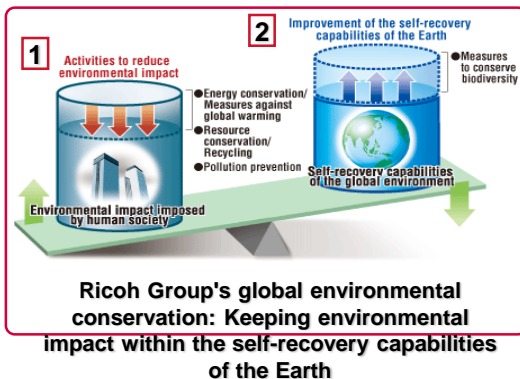 1
Activities to reduce
environmental impact
●Energy conservation/
Measures against
global warming
●Resource
conservation/
Recycling
●Pollution prevention
Environmental impact imposed
by human society
2
Improvement of the self-recovery
capabilities of the Earth
●Measures
to conserve
biodiversity
Self-recovery capabilities
of the global environment
Ricoh Group's global environmental
conservation: Keeping environmental
impact within the self-recovery capabilities
of the Earth